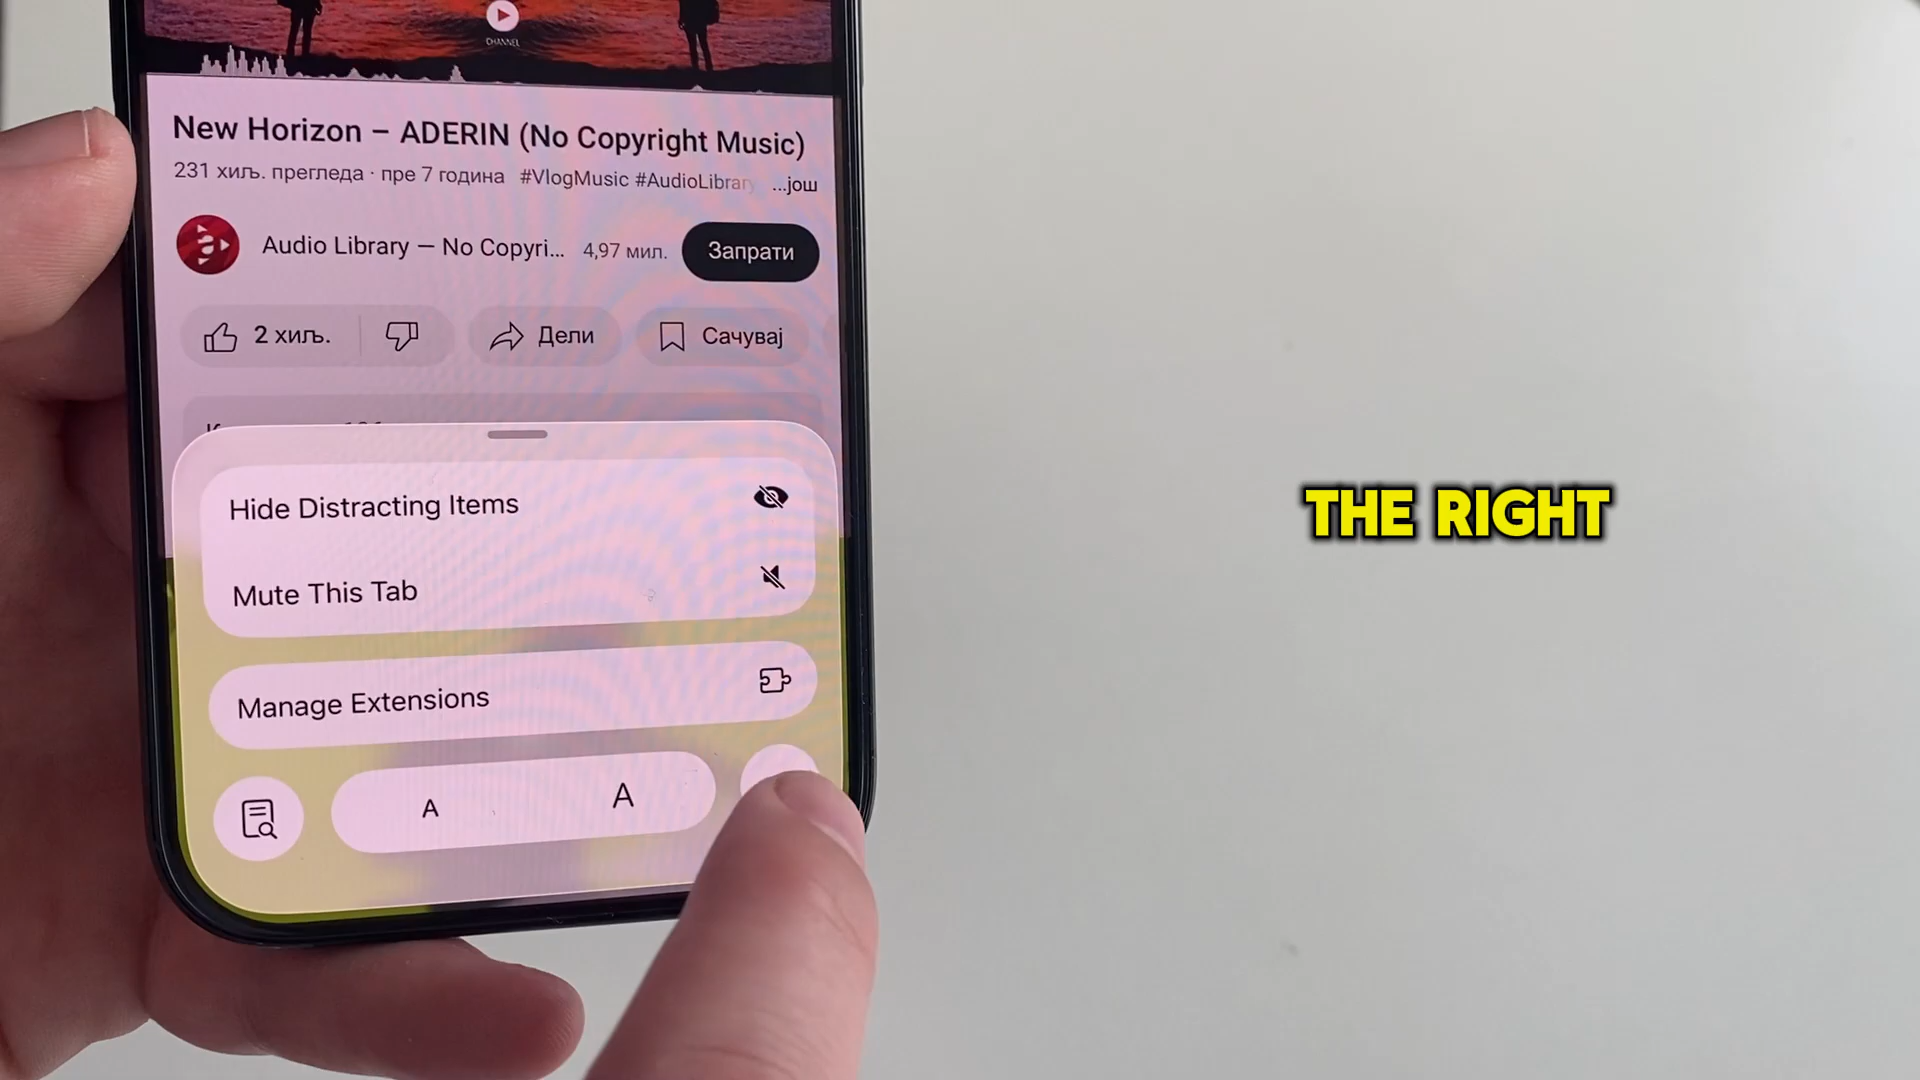 CHANNEL
New Horizon – ADERIN (No Copyright Music)
231 хиљ. прегледа · пре 7 година #VlogMusic #AudioLibrary ...још
Audio Library — No Copyri... 4,97 мил. Запрати
2 хиљ. Дели Сачувај
Hide Distracting Items
Mute This Tab
THE RIGHT
Manage Extensions
A A